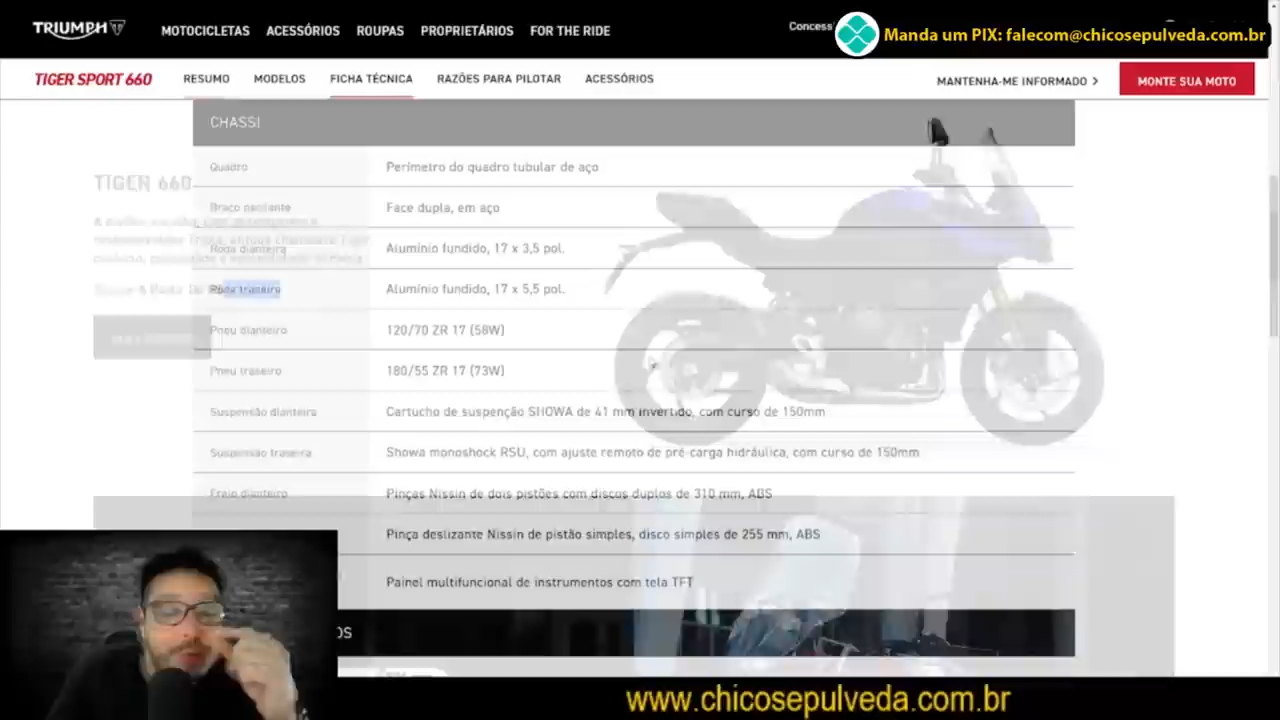 TRIUMPH
MOTOCICLETAS ACESSÓRIOS ROUPAS PROPRIETÁRIOS FOR THE RIDE
Concess
Manda um PIX: falecom@chicosepulveda.com.br
TIGER SPORT 660
RESUMO MODELOS FICHA TÉCNICA RAZÕES PARA PILOTAR ACESSÓRIOS
MANTENHA-ME INFORMADO
MONTE SUA MOTO
CHASSI
TIGER 660
Quadro Perímetro do quadro tubular de aço
Braço oscilante Face dupla, em aço
Roda dianteira Alumínio fundido, 17 x 3,5 pol.
Roda traseira Alumínio fundido, 17 x 5,5 pol.
Pneu dianteiro 120/70 ZR 17 (58W)
Pneu traseiro 180/55 ZR 17 (73W)
Suspensão dianteira Cartucho de suspenção SHOWA de 41 mm invertido, com curso de 150mm
Suspensão traseira Showa monoshock RSU, com ajuste remoto de pré-carga hidráulica, com curso de 150mm
Freio dianteiro Pinças Nissin de dois pistões com discos duplos de 310 mm, ABS
Pinça deslizante Nissin de pistão simples, disco simples de 255 mm, ABS
Painel multifuncional de instrumentos com tela TFT
OS
www.chicosepulveda.com.br